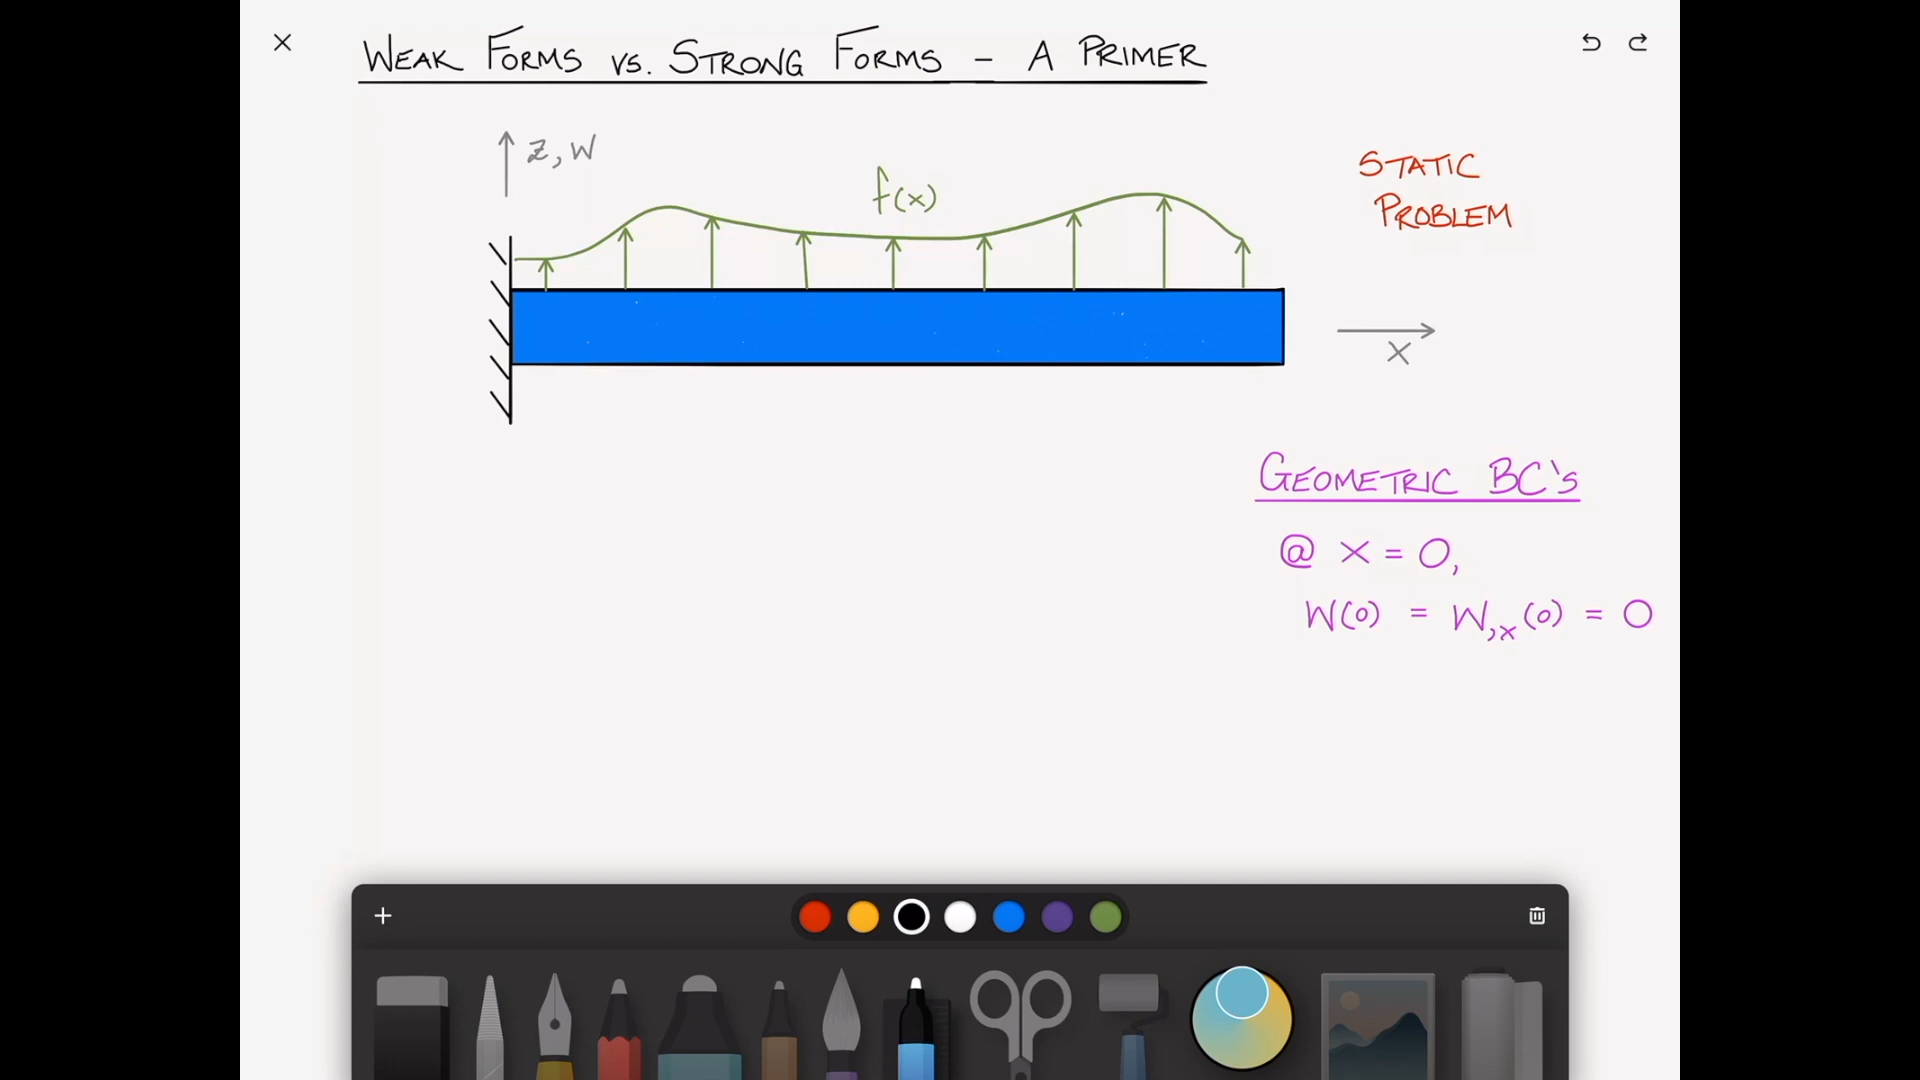 WEAK FORMS VS. STRONG FORMS - A PRIMER
Z, W
f(x)
STATIC
PROBLEM
X
GEOMETRIC BC'S
@ X = 0,
W(0) = W,x(0) = 0